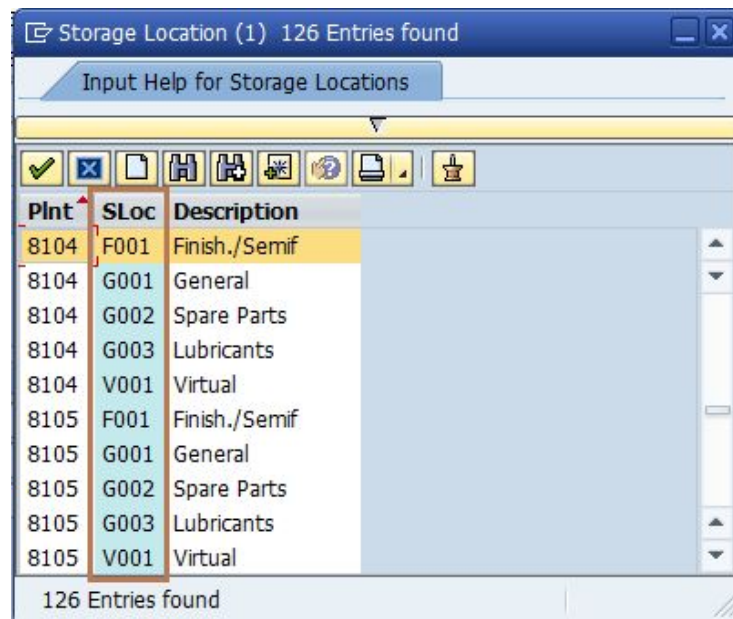 Storage Location (1) 126 Entries found
Input Help for Storage Locations
Plnt SLoc Description
8104 F001 Finish./Semif
8104 G001 General
8104 G002 Spare Parts
8104 G003 Lubricants
8104 V001 Virtual
8105 F001 Finish./Semif
8105 G001 General
8105 G002 Spare Parts
8105 G003 Lubricants
8105 V001 Virtual
126 Entries found